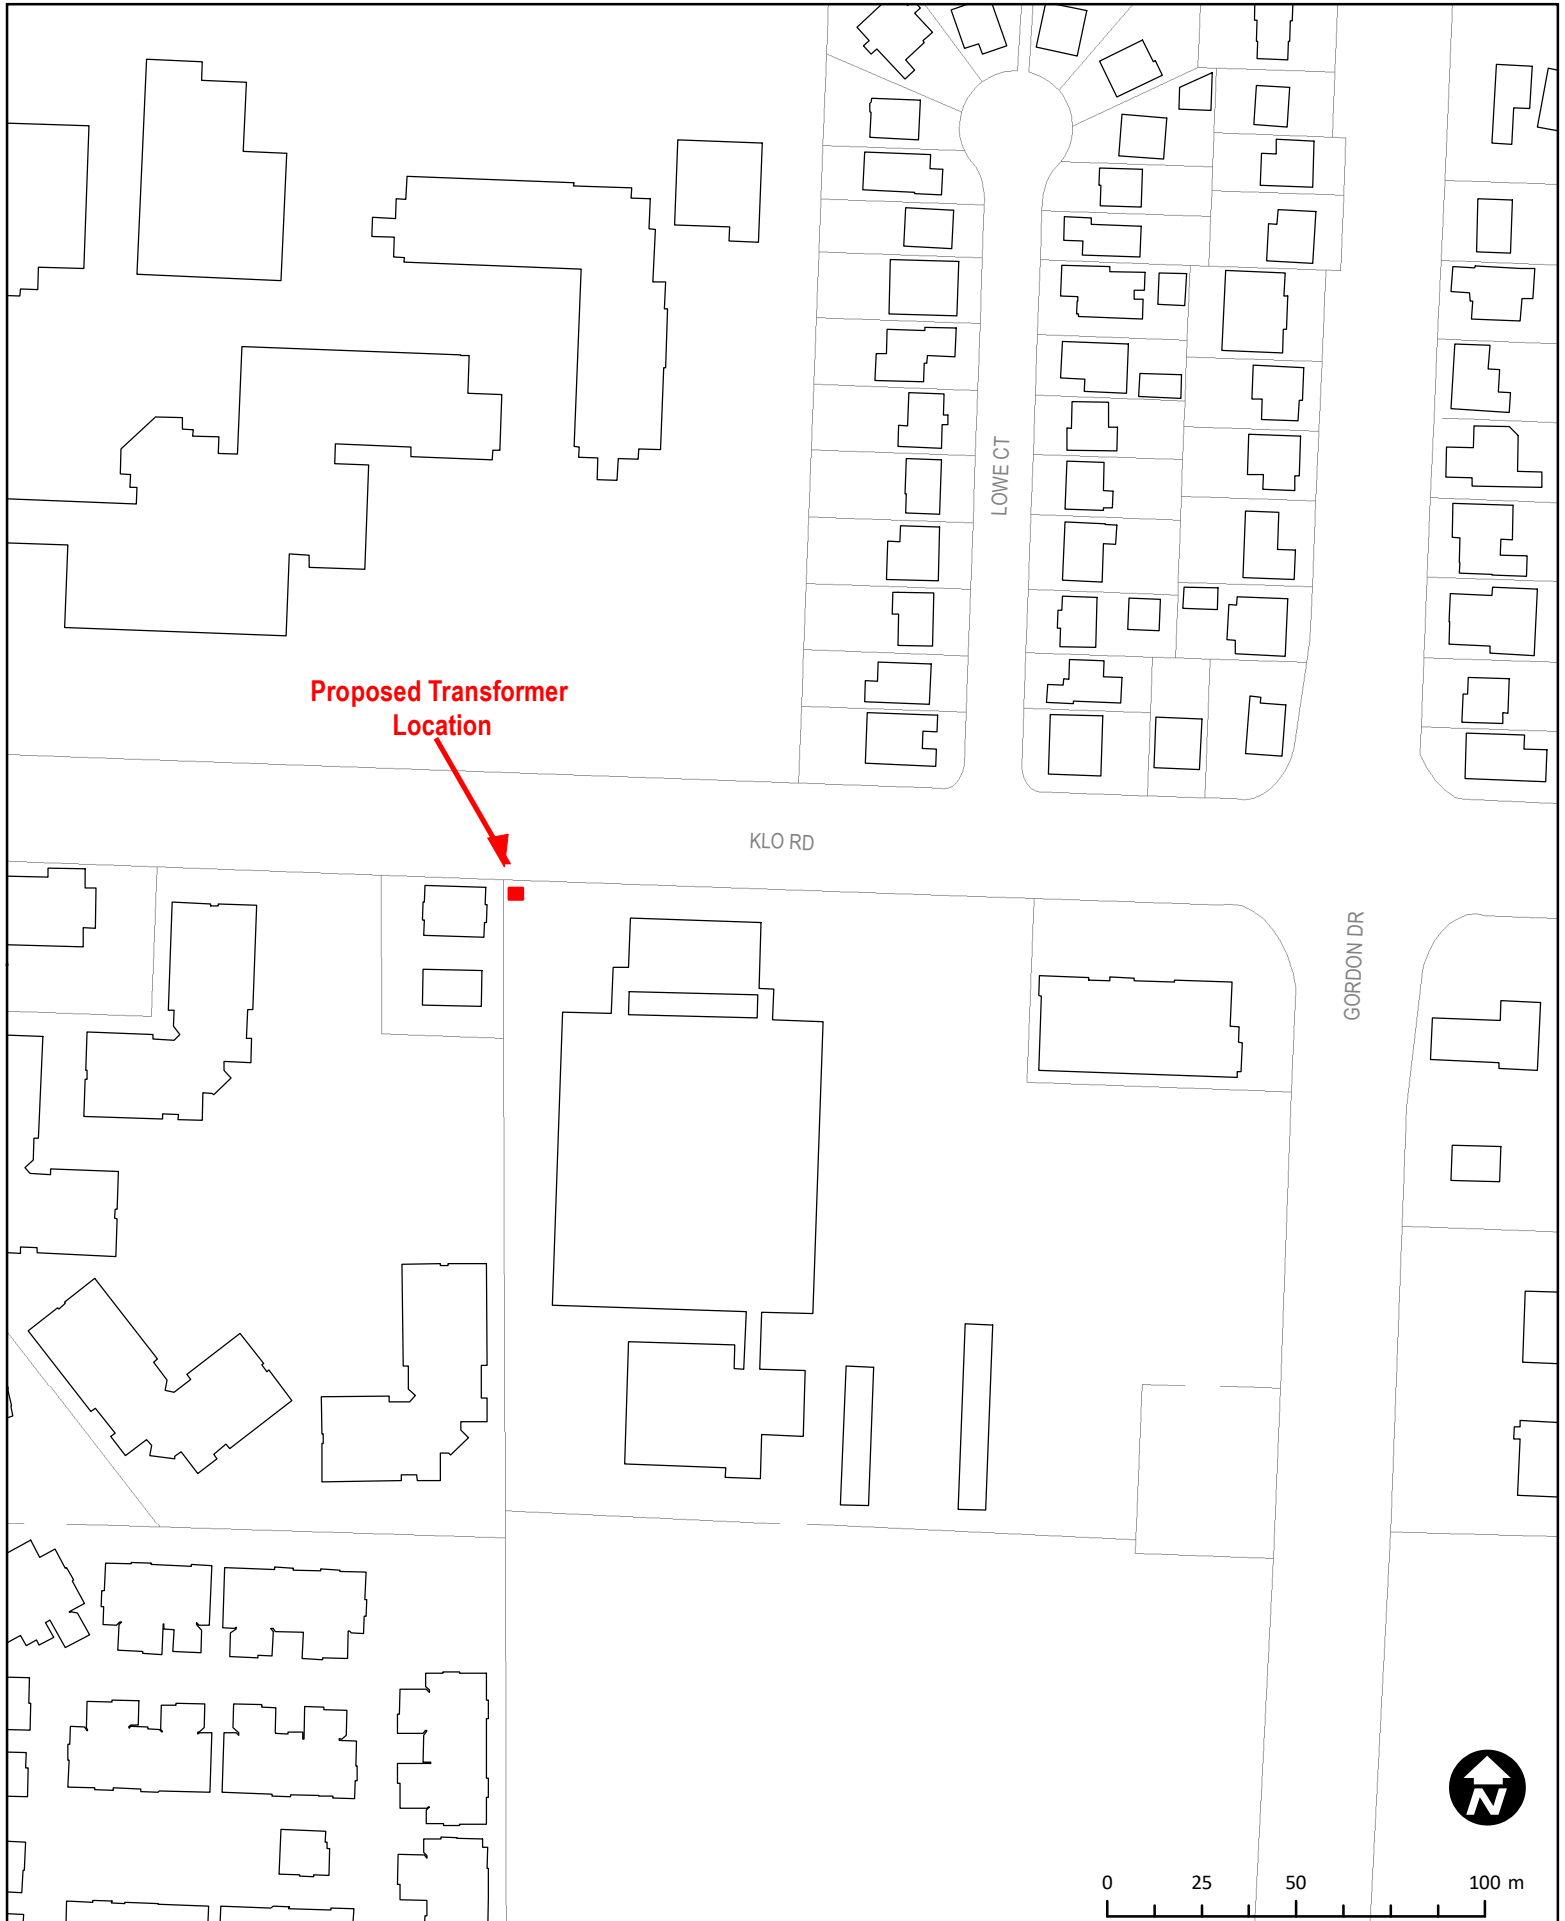 LOWE CT
Proposed Transformer
Location
KLO RD
GORDON DR
N
0 25 50 100 m